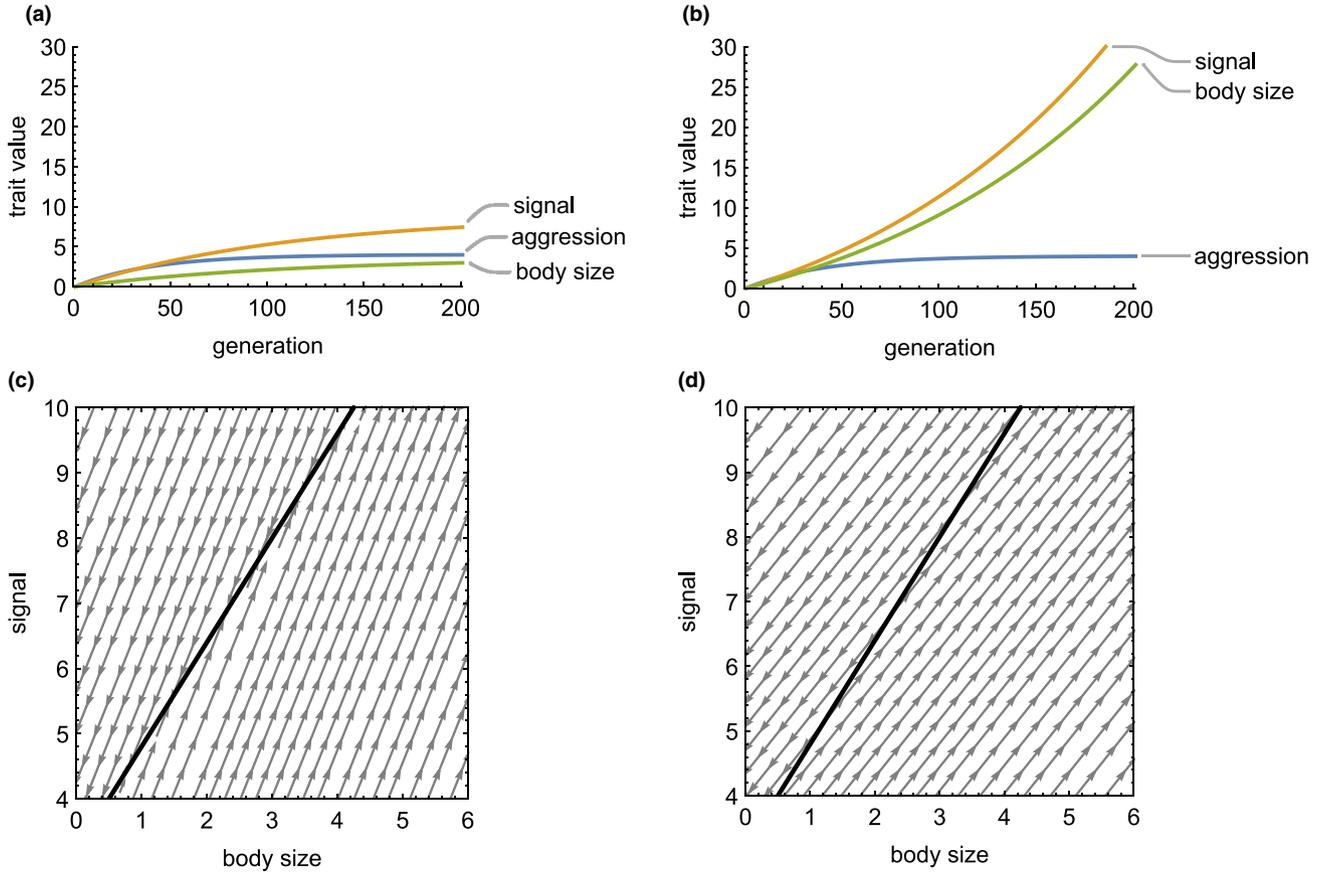 (a)
30
25
20
15
10
5
0
trait value
0 50 100 150 200
generation
signal
aggression
body size
(b)
30
25
20
15
10
5
0
trait value
0 50 100 150 200
generation
signal
body size
aggression
(c)
10
9
8
7
6
5
4
signal
0 1 2 3 4 5 6
body size
(d)
10
9
8
7
6
5
4
signal
0 1 2 3 4 5 6
body size